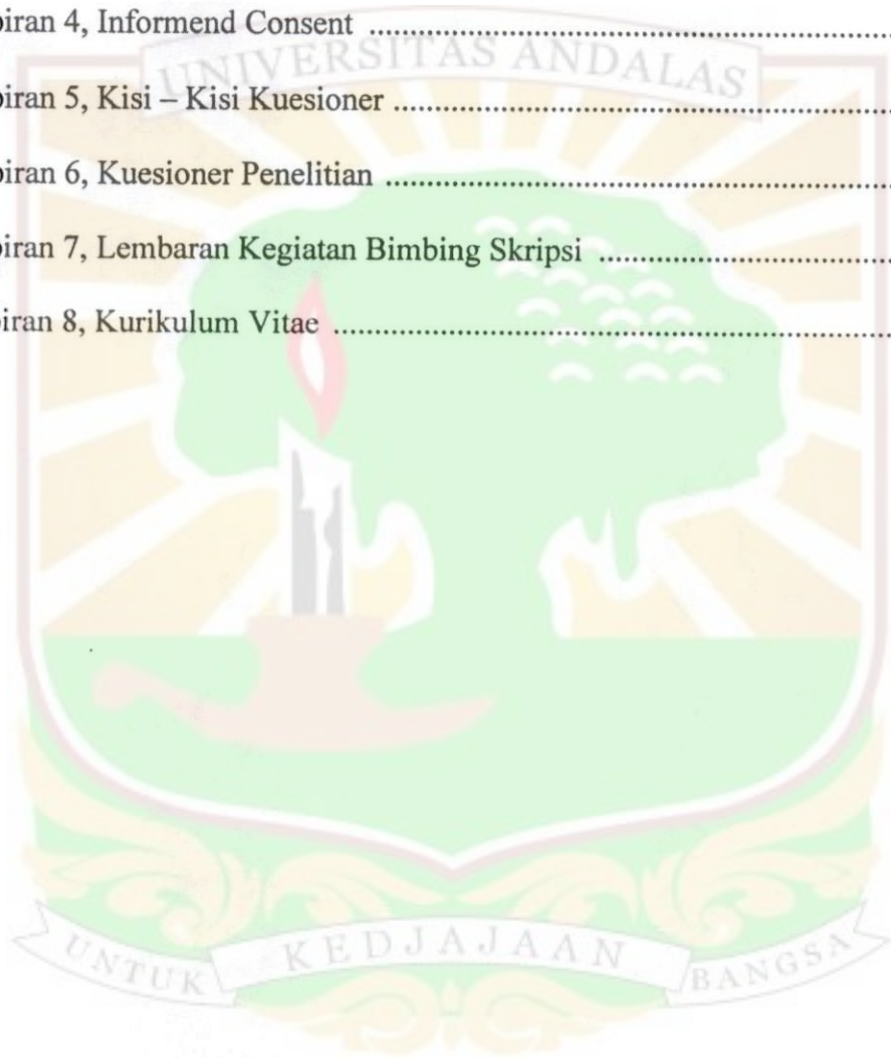 piran 4, Informend Consent ................................................................
UNIVERSITAS ANDALAS
piran 5, Kisi – Kisi Kuesioner ................................................................
piran 6, Kuesioner Penelitian ................................................................
piran 7, Lembaran Kegiatan Bimbing Skripsi ........................................
piran 8, Kurikulum Vitae ................................................................
UNTUK KEDJAJAAN BANGSA